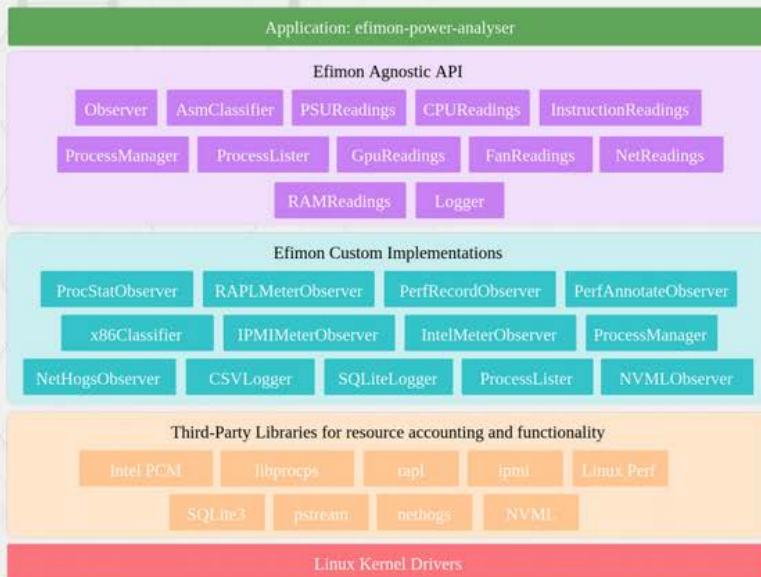 Application: efimon-power-analyser
Efimon Agnostic API
Observer AsmClassifier PSUReadings CPUReadings InstructionReadings
ProcessManager ProcessLister GpuReadings FanReadings NetReadings
RAMReadings Logger
Efimon Custom Implementations
ProcStatObserver RAPLMeterObserver PerfRecordObserver PerfAnnotateObserver
x86Classifier IPMIMeterObserver IntelMeterObserver ProcessManager
NetHogsObserver CSVLogger SQLiteLogger ProcessLister NVMLObserver
Third-Party Libraries for resource accounting and functionality
Intel PCM libprocps rapl ipmi Linux Perf
SQLite3 pstream nethogs NVML
Linux Kernel Drivers